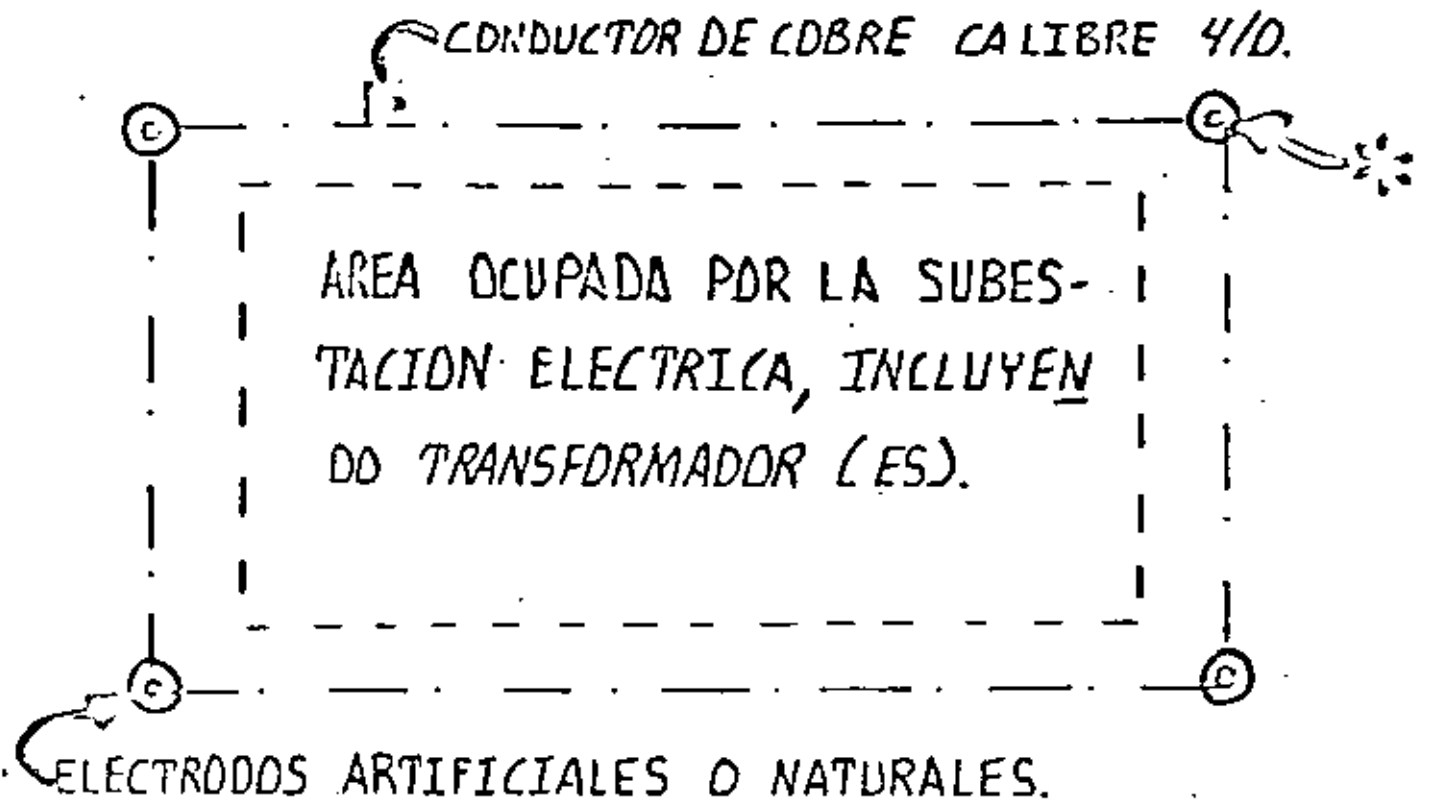 CONDUCTOR DE COBRE CALIBRE 4/0.
C
C
AREA OCUPADA POR LA SUBES-
TACION ELECTRICA, INCLUYEN
DO TRANSFORMADOR (ES).
C
C
ELECTRODOS ARTIFICIALES O NATURALES.